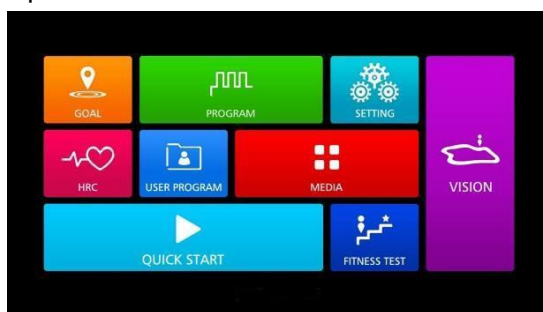 GOAL
PROGRAM
SETTING
HRC
USER PROGRAM
MEDIA
VISION
QUICK START
FITNESS TEST